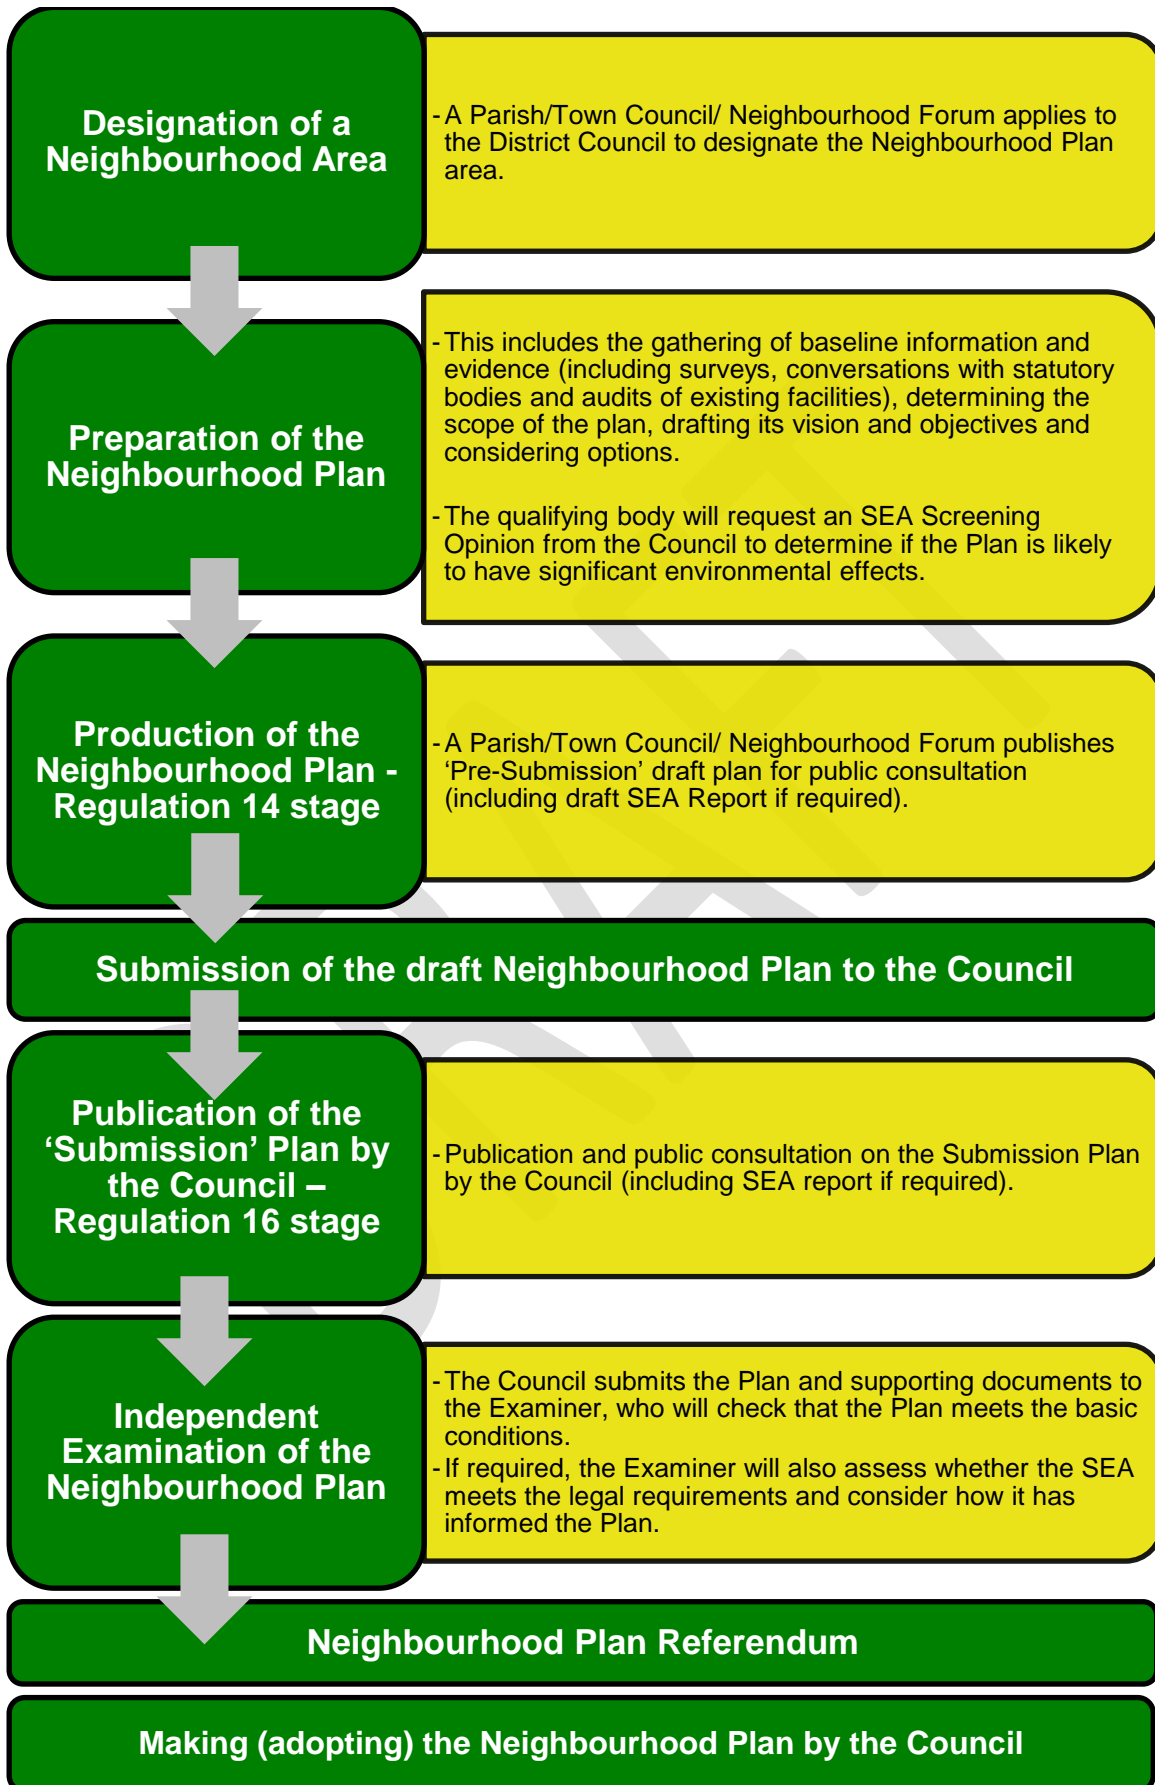 Designation of a
Neighbourhood Area
- A Parish/Town Council/ Neighbourhood Forum applies to
the District Council to designate the Neighbourhood Plan
area.
Preparation of the
Neighbourhood Plan
- This includes the gathering of baseline information and
evidence (including surveys, conversations with statutory
bodies and audits of existing facilities), determining the
scope of the plan, drafting its vision and objectives and
considering options.
- The qualifying body will request an SEA Screening
Opinion from the Council to determine if the Plan is likely
to have significant environmental effects.
Production of the
Neighbourhood Plan -
Regulation 14 stage
- A Parish/Town Council/ Neighbourhood Forum publishes
‘Pre-Submission’ draft plan for public consultation
(including draft SEA Report if required).
Submission of the draft Neighbourhood Plan to the Council
Publication of the
‘Submission’ Plan by
the Council –
Regulation 16 stage
- Publication and public consultation on the Submission Plan
by the Council (including SEA report if required).
Independent
Examination of the
Neighbourhood Plan
- The Council submits the Plan and supporting documents to
the Examiner, who will check that the Plan meets the basic
conditions.
- If required, the Examiner will also assess whether the SEA
meets the legal requirements and consider how it has
informed the Plan.
Neighbourhood Plan Referendum
Making (adopting) the Neighbourhood Plan by the Council
DRAFT